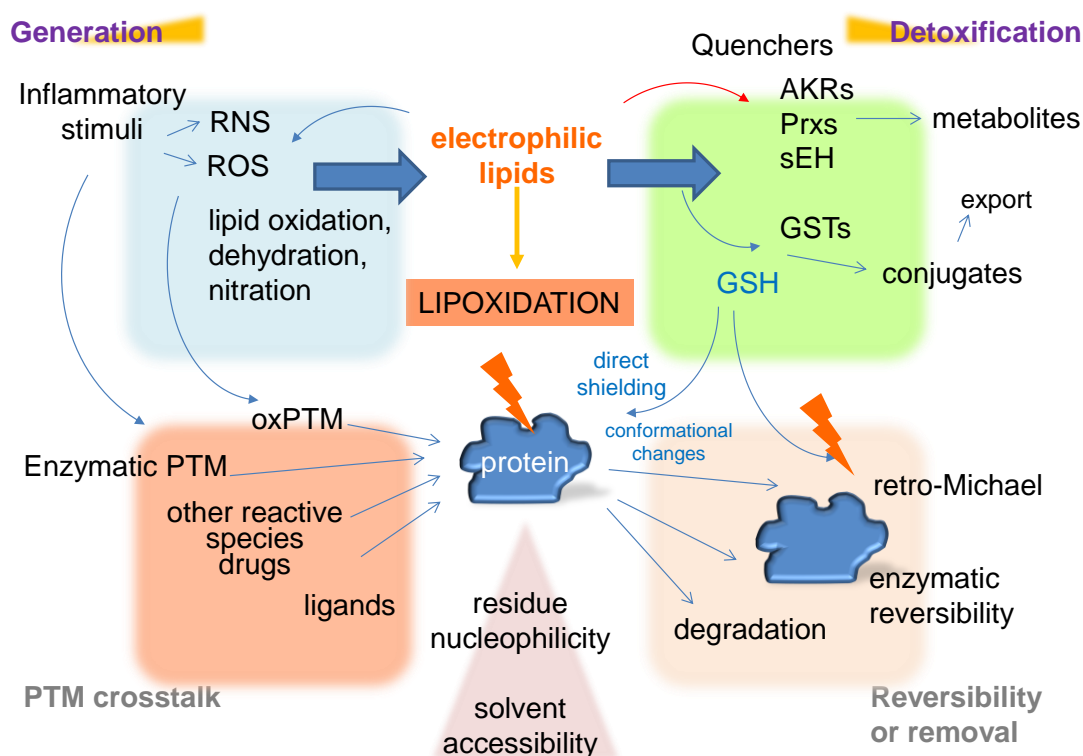 Generation
Detoxification
Quenchers
Inflammatory
stimuli
RNS
ROS
lipid oxidation,
dehydration,
nitration
electrophilic
lipids
LIPOXIDATION
AKRs
Prxs
sEH
metabolites
GSTs
export
conjugates
GSH
direct
shielding
conformational
changes
oxPTM
Enzymatic PTM
other reactive
species
drugs
ligands
protein
retro-Michael
enzymatic
reversibility
degradation
residue
nucleophilicity
solvent
accessibility
PTM crosstalk
Reversibility
or removal